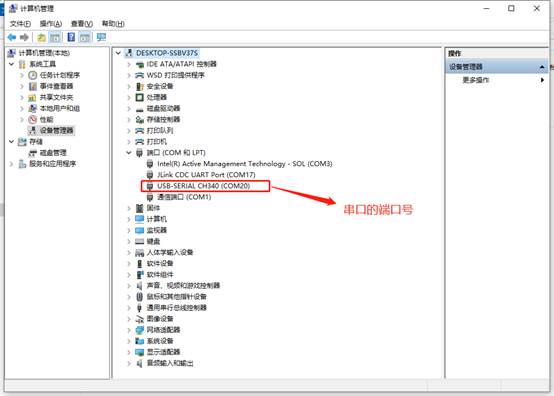 计算机管理
文件(F) 操作(A) 查看(V) 帮助(H)
计算机管理(本地)
系统工具
任务计划程序
事件查看器
共享文件夹
本地用户和组
性能
设备管理器
存储
磁盘管理
服务和应用程序
DESKTOP-SSBV37S
IDE ATA/ATAPI 控制器
WSD 打印提供程序
安全设备
处理器
磁盘驱动器
存储控制器
打印队列
打印机
端口 (COM 和 LPT)
Intel(R) Active Management Technology - SOL (COM3)
JLink CDC UART Port (COM17)
USB-SERIAL CH340 (COM20)
通信端口 (COM1)
固件
计算机
监视器
键盘
人体学输入设备
软件设备
软件组件
声音、视频和游戏控制器
鼠标和其他指针设备
通用串行总线控制器
图像设备
网络适配器
系统设备
显示适配器
音频输入和输出
串口的端口号
操作
设备管理器
更多操作